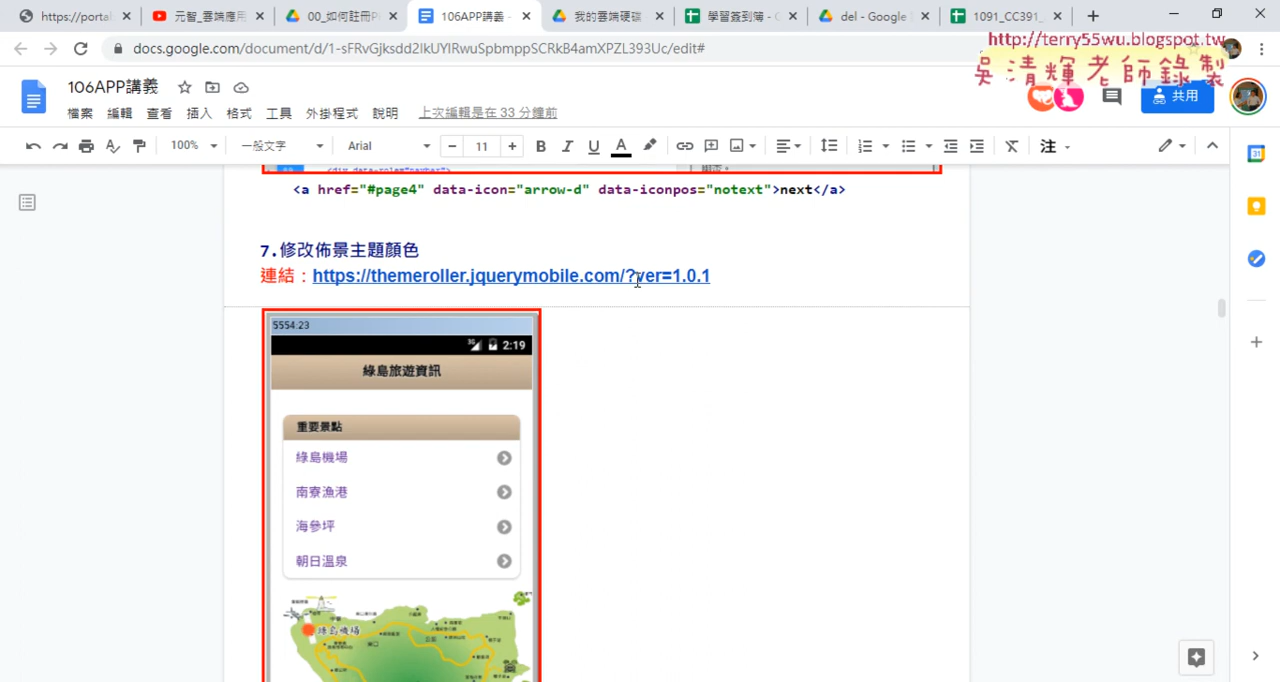 https://portal
元智_雲端應用
00_如何註冊P
106APP講義 -
我的雲端硬碟
學習簽到簿 - G
del - Google
1091_CC391_
docs.google.com/document/d/1-sFRvGjksdd2lkUYlRwuSpbmppSCRkB4amXPZL393Uc/edit#
http://terry55wu.blogspot.tw
吳清輝老師錄製
106APP講義
共用
檔案 編輯 查看 插入 格式 工具 外掛程式 說明 上次編輯是在 33 分鐘前
100% 一般文字 Arial 11 B I U A 注
<a href="#page4" data-icon="arrow-d" data-iconpos="notext">next</a>
7.修改佈景主題顏色
連結：https://themeroller.jquerymobile.com/?ver=1.0.1
5554:23
3G 2:19
綠島旅遊資訊
重要景點
綠島機場
南寮漁港
海參坪
朝日溫泉
綠島機場